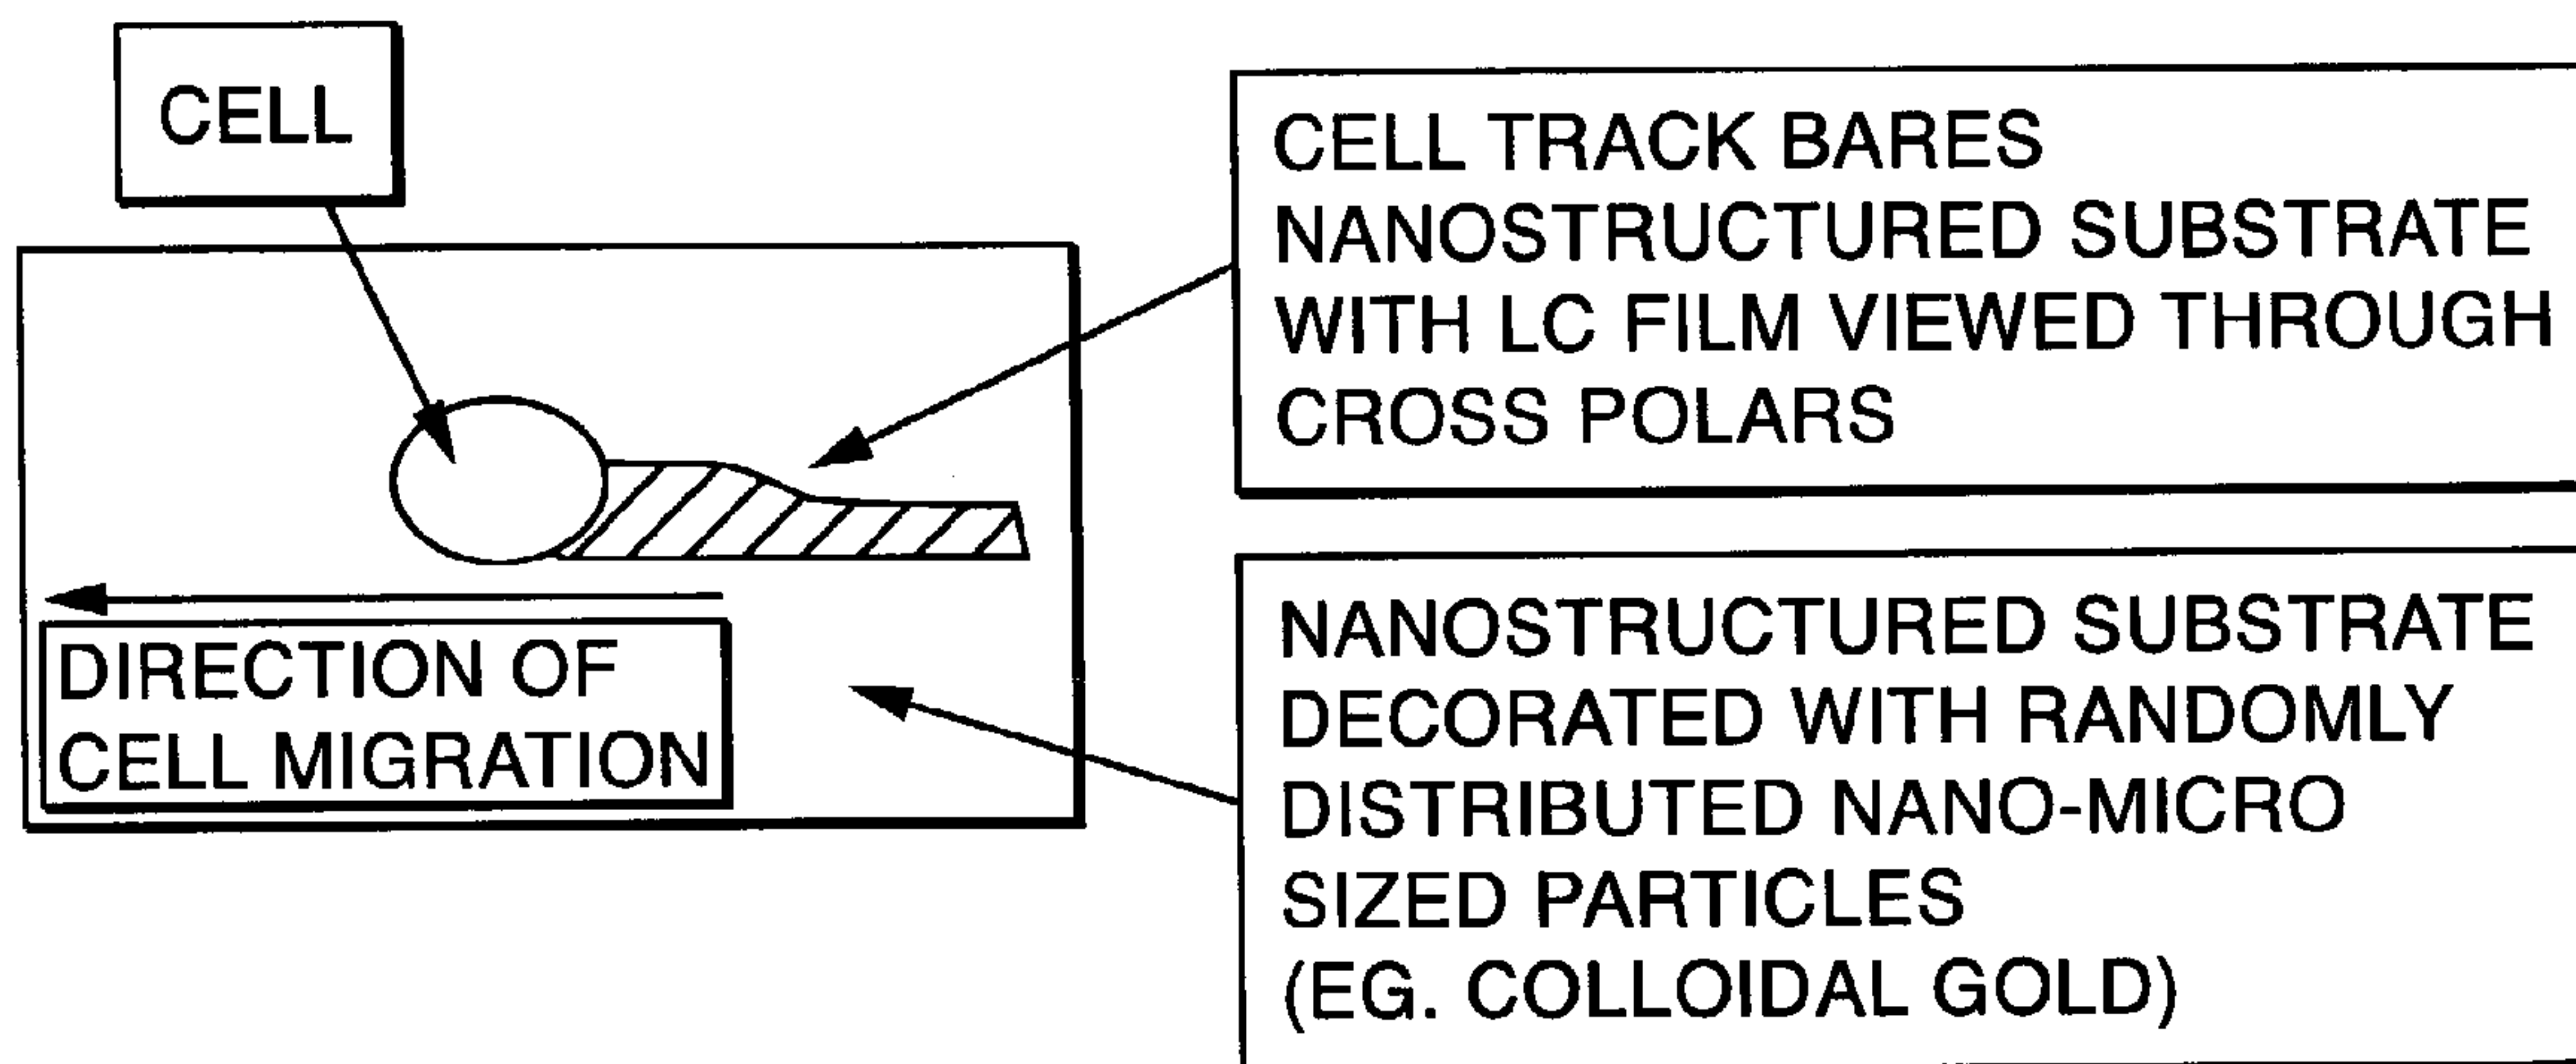 CELL
CELL TRACK BARES
NANOSTRUCTURED SUBSTRATE
WITH LC FILM VIEWED THROUGH
CROSS POLARS
DIRECTION OF
CELL MIGRATION
NANOSTRUCTURED SUBSTRATE
DECORATED WITH RANDOMLY
DISTRIBUTED NANO-MICRO
SIZED PARTICLES
(EG. COLLOIDAL GOLD)